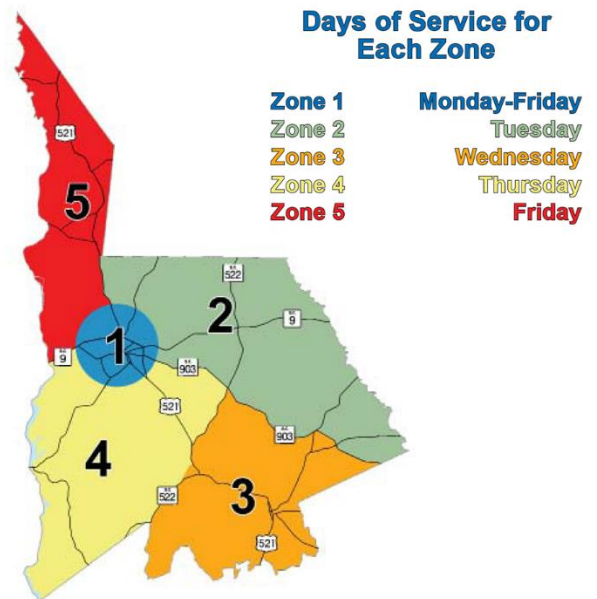 Days of Service for
Each Zone
Zone 1 Monday-Friday
Zone 2 Tuesday
Zone 3 Wednesday
Zone 4 Thursday
Zone 5 Friday
521
5
S.C. 522
2
S.C. 9
1
S.C. 9
S.C. 903
521
S.C. 903
4
3
S.C. 522
521